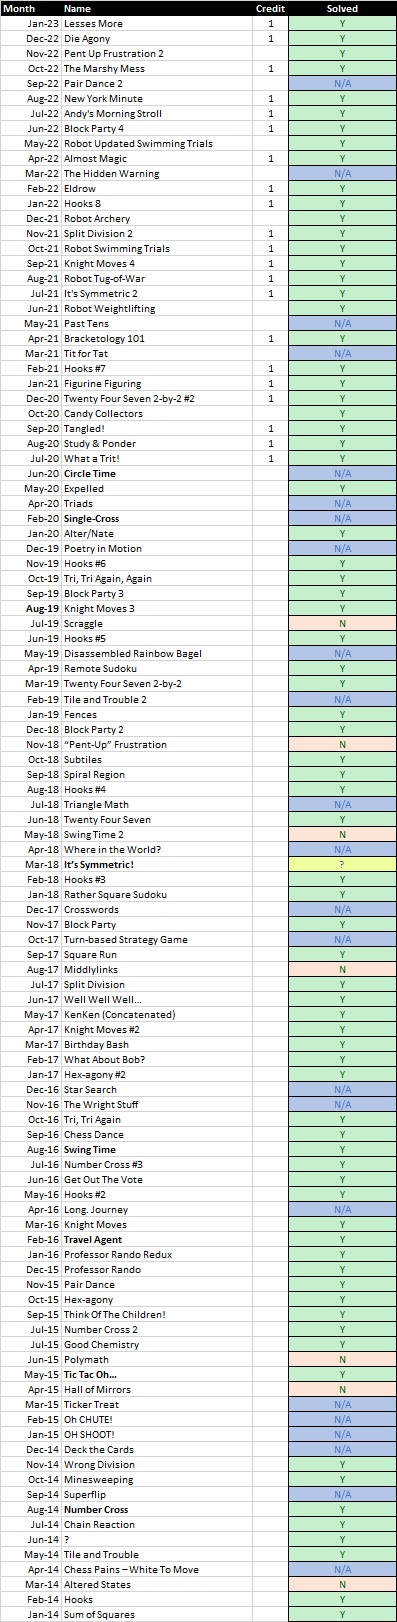 Month Name Credit Solved
Jan-23 Lesses More 1 Y
Dec-22 Die Agony 1 Y
Nov-22 Pent Up Frustration 2 Y
Oct-22 The Marshy Mess 1 Y
Sep-22 Pair Dance 2 N/A
Aug-22 New York Minute 1 Y
Jul-22 Andy's Morning Stroll 1 Y
Jun-22 Block Party 4 1 Y
May-22 Robot Updated Swimming Trials Y
Apr-22 Almost Magic 1 Y
Mar-22 The Hidden Warning N/A
Feb-22 Eldrow 1 Y
Jan-22 Hooks 8 1 Y
Dec-21 Robot Archery Y
Nov-21 Split Division 2 1 Y
Oct-21 Robot Swimming Trials 1 Y
Sep-21 Knight Moves 4 1 Y
Aug-21 Robot Tug-of-War 1 Y
Jul-21 It's Symmetric 2 1 Y
Jun-21 Robot Weightlifting Y
May-21 Past Tens N/A
Apr-21 Bracketology 101 1 Y
Mar-21 Tit for Tat N/A
Feb-21 Hooks #7 1 Y
Jan-21 Figurine Figuring 1 Y
Dec-20 Twenty Four Seven 2-by-2 #2 1 Y
Oct-20 Candy Collectors Y
Sep-20 Tangled! 1 Y
Aug-20 Study & Ponder 1 Y
Jul-20 What a Trit! 1 Y
Jun-20 Circle Time N/A
May-20 Expelled Y
Apr-20 Triads N/A
Feb-20 Single-Cross N/A
Jan-20 Alter/Nate Y
Dec-19 Poetry in Motion N/A
Nov-19 Hooks #6 Y
Oct-19 Tri, Tri Again, Again Y
Sep-19 Block Party 3 Y
Aug-19 Knight Moves 3 Y
Jul-19 Scraggle N
Jun-19 Hooks #5 Y
May-19 Disassembled Rainbow Bagel N/A
Apr-19 Remote Sudoku Y
Mar-19 Twenty Four Seven 2-by-2 Y
Feb-19 Tile and Trouble 2 N/A
Jan-19 Fences Y
Dec-18 Block Party 2 Y
Nov-18 “Pent-Up” Frustration N
Oct-18 Subtiles Y
Sep-18 Spiral Region Y
Aug-18 Hooks #4 Y
Jul-18 Triangle Math N/A
Jun-18 Twenty Four Seven Y
May-18 Swing Time 2 N
Apr-18 Where in the World? N/A
Mar-18 It’s Symmetric! ?
Feb-18 Hooks #3 Y
Jan-18 Rather Square Sudoku Y
Dec-17 Crosswords N/A
Nov-17 Block Party Y
Oct-17 Turn-based Strategy Game N/A
Sep-17 Square Run Y
Aug-17 Middlylinks N
Jul-17 Split Division Y
Jun-17 Well Well Well... Y
May-17 KenKen (Concatenated) Y
Apr-17 Knight Moves #2 Y
Mar-17 Birthday Bash Y
Feb-17 What About Bob? Y
Jan-17 Hex-agony #2 Y
Dec-16 Star Search N/A
Nov-16 The Wright Stuff N/A
Oct-16 Tri, Tri Again Y
Sep-16 Chess Dance Y
Aug-16 Swing Time Y
Jul-16 Number Cross #3 Y
Jun-16 Get Out The Vote Y
May-16 Hooks #2 Y
Apr-16 Long. Journey N/A
Mar-16 Knight Moves Y
Feb-16 Travel Agent Y
Jan-16 Professor Rando Redux Y
Dec-15 Professor Rando Y
Nov-15 Pair Dance Y
Oct-15 Hex-agony Y
Sep-15 Think Of The Children! Y
Jul-15 Number Cross 2 Y
Jul-15 Good Chemistry Y
Jun-15 Polymath N
May-15 Tic Tac Oh... Y
Apr-15 Hall of Mirrors N
Mar-15 Ticker Treat N/A
Feb-15 Oh CHUTE! N/A
Jan-15 OH SHOOT! N/A
Dec-14 Deck the Cards N/A
Nov-14 Wrong Division Y
Oct-14 Minesweeping Y
Sep-14 Superflip N/A
Aug-14 Number Cross Y
Jul-14 Chain Reaction Y
Jun-14 ? Y
May-14 Tile and Trouble Y
Apr-14 Chess Pains – White To Move N/A
Mar-14 Altered States N
Feb-14 Hooks Y
Jan-14 Sum of Squares Y